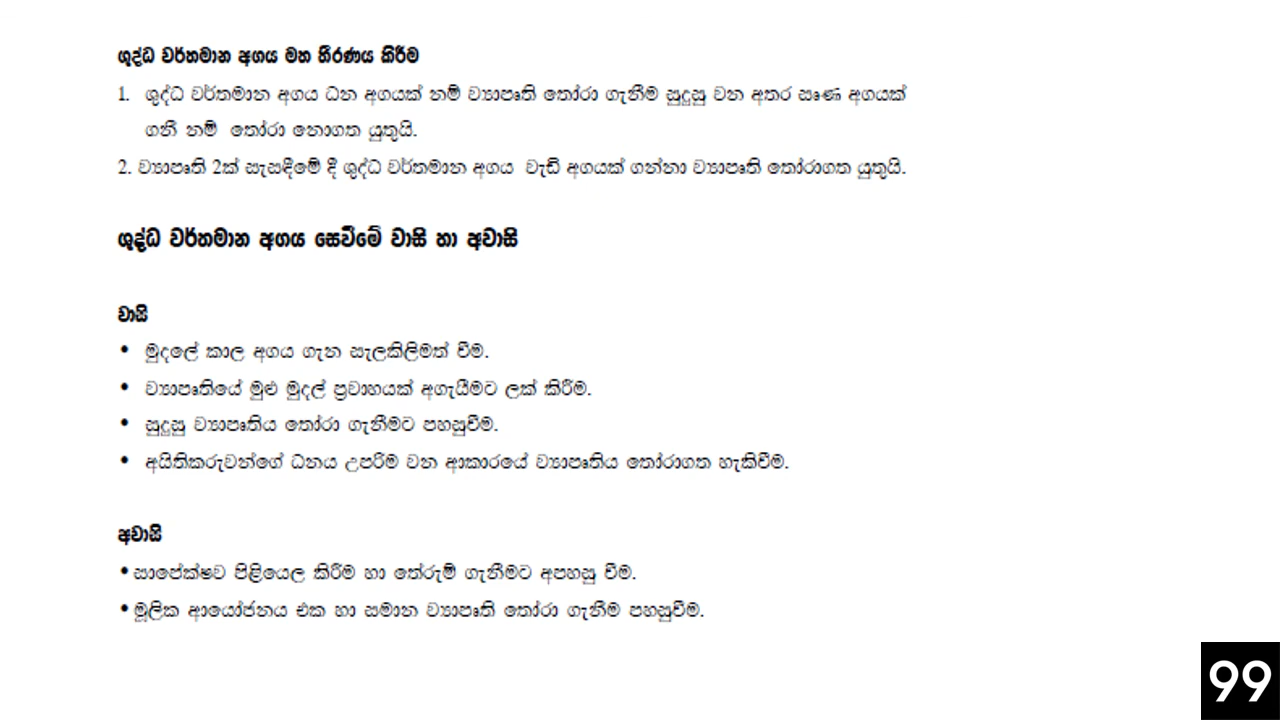 ශුද්ධ වර්තමාන අගය මත තීරණය කිරීම
1. ශුද්ධ වර්තමාන අගය ධන අගයක් නම් ව්‍යාපෘති තෝරා ගැනීම සුදුසු වන අතර ඍණ අගයක්
ගනී නම් තෝරා නොගත යුතුයි.
2. ව්‍යාපෘති 2ක් සැසඳීමේ දී ශුද්ධ වර්තමාන අගය වැඩි අගයක් ගන්නා ව්‍යාපෘති තෝරාගත යුතුයි.
ශුද්ධ වර්තමාන අගය සෙවීමේ වාසි හා අවාසි
වාසි
• මුදලේ කාල අගය ගැන සැලකිලිමත් වීම.
• ව්‍යාපෘතියේ මුළු මුදල් ප්‍රවාහයක් අගැයීමට ලක් කිරීම.
• සුදුසු ව්‍යාපෘතිය තෝරා ගැනීමට පහසුවීම.
• අයිතිකරුවන්ගේ ධනය උපරිම වන ආකාරයේ ව්‍යාපෘතිය තෝරාගත හැකිවීම.
අවාසි
• සාපේක්ෂව පිළියෙල කිරීම හා තේරුම් ගැනීමට අපහසු වීම.
• මූලික ආයෝජනය එක හා සමාන ව්‍යාපෘති තෝරා ගැනීම පහසුවීම.
99